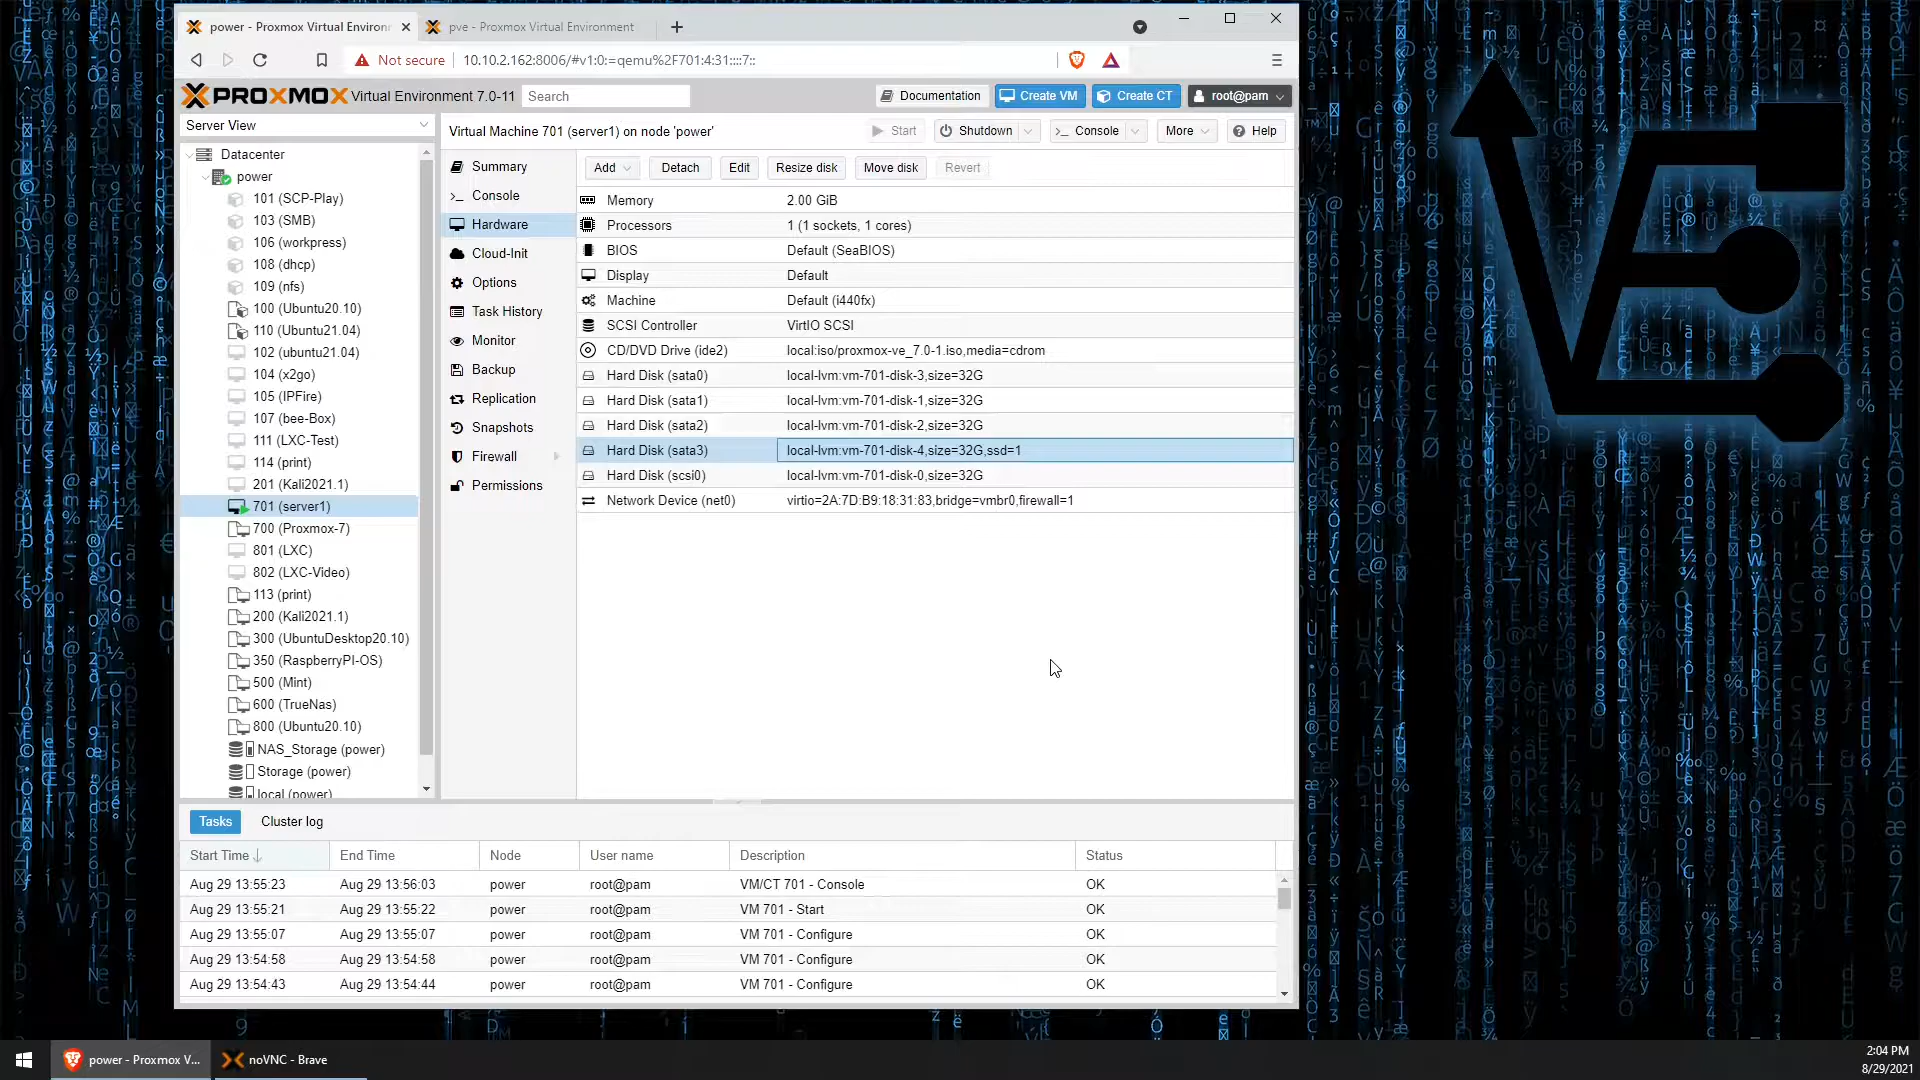 power - Proxmox Virtual Environ
pve - Proxmox Virtual Environment
Not secure
10.10.2.162:8006/#v1:0:=qemu%2F701:4:31::::7::
PROXMOX Virtual Environment 7.0-11
Search
Documentation
Create VM
Create CT
root@pam
Server View
Virtual Machine 701 (server1) on node 'power'
Start
Shutdown
Console
More
Help
Datacenter
power
101 (SCP-Play)
103 (SMB)
106 (workpress)
108 (dhcp)
109 (nfs)
100 (Ubuntu20.10)
110 (Ubuntu21.04)
102 (ubuntu21.04)
104 (x2go)
105 (IPFire)
107 (bee-Box)
111 (LXC-Test)
114 (print)
201 (Kali2021.1)
701 (server1)
700 (Proxmox-7)
801 (LXC)
802 (LXC-Video)
113 (print)
200 (Kali2021.1)
300 (UbuntuDesktop20.10)
350 (RaspberryPI-OS)
500 (Mint)
600 (TrueNas)
800 (Ubuntu20.10)
NAS_Storage (power)
Storage (power)
local (power)
Summary
Console
Hardware
Cloud-Init
Options
Task History
Monitor
Backup
Replication
Snapshots
Firewall
Permissions
Add
Detach
Edit
Resize disk
Move disk
Revert
Memory 2.00 GiB
Processors 1 (1 sockets, 1 cores)
BIOS Default (SeaBIOS)
Display Default
Machine Default (i440fx)
SCSI Controller VirtIO SCSI
CD/DVD Drive (ide2) local:iso/proxmox-ve_7.0-1.iso,media=cdrom
Hard Disk (sata0) local-lvm:vm-701-disk-3,size=32G
Hard Disk (sata1) local-lvm:vm-701-disk-1,size=32G
Hard Disk (sata2) local-lvm:vm-701-disk-2,size=32G
Hard Disk (sata3) local-lvm:vm-701-disk-4,size=32G,ssd=1
Hard Disk (scsi0) local-lvm:vm-701-disk-0,size=32G
Network Device (net0) virtio=2A:7D:B9:18:31:83,bridge=vmbr0,firewall=1
Tasks
Cluster log
Start Time End Time Node User name Description Status
Aug 29 13:55:23 Aug 29 13:56:03 power root@pam VM/CT 701 - Console OK
Aug 29 13:55:21 Aug 29 13:55:22 power root@pam VM 701 - Start OK
Aug 29 13:55:07 Aug 29 13:55:07 power root@pam VM 701 - Configure OK
Aug 29 13:54:58 Aug 29 13:54:58 power root@pam VM 701 - Configure OK
Aug 29 13:54:43 Aug 29 13:54:44 power root@pam VM 701 - Configure OK
power - Proxmox V...
noVNC - Brave
2:04 PM
8/29/2021